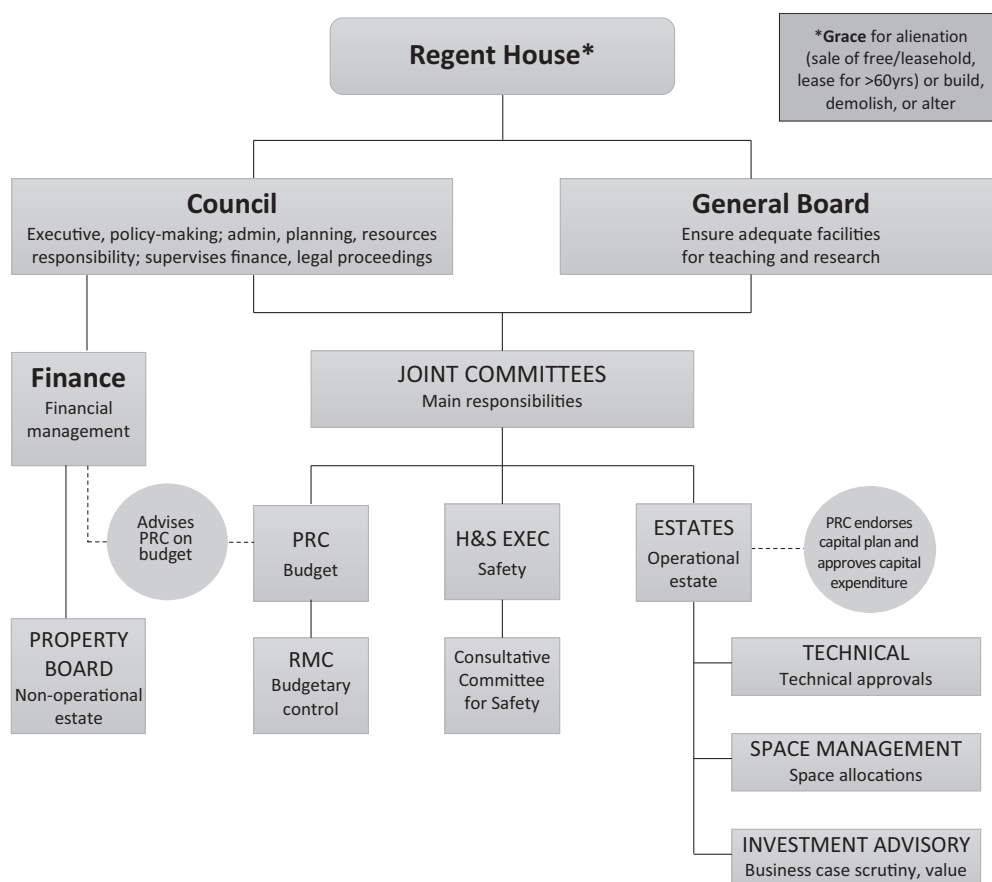 Regent House*
*Grace for alienation
(sale of free/leasehold,
lease for >60yrs) or build,
demolish, or alter
Council
Executive, policy-making; admin, planning, resources
responsibility; supervises finance, legal proceedings
General Board
Ensure adequate facilities
for teaching and research
Finance
Financial
management
JOINT COMMITTEES
Main responsibilities
Advises
PRC on
budget
PRC
Budget
H&S EXEC
Safety
ESTATES
Operational
estate
PRC endorses
capital plan and
approves capital
expenditure
PROPERTY
BOARD
Non-operational
estate
RMC
Budgetary
control
Consultative
Committee
for Safety
TECHNICAL
Technical approvals
SPACE MANAGEMENT
Space allocations
INVESTMENT ADVISORY
Business case scrutiny, value